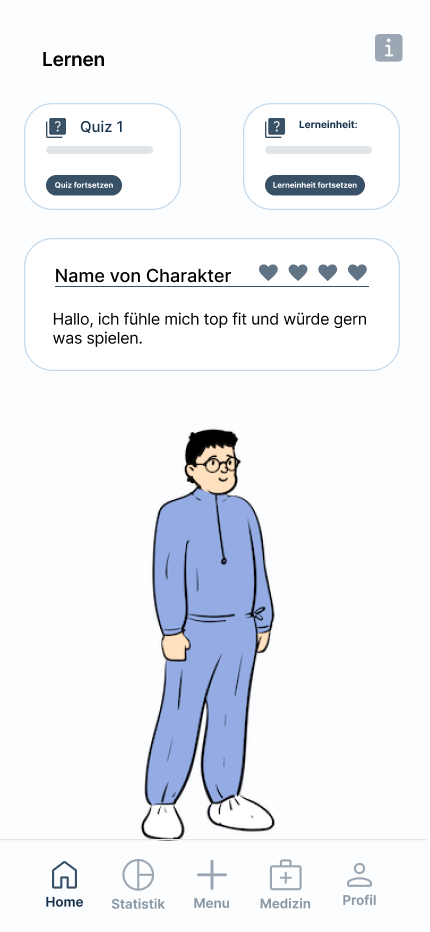 Lernen
Quiz 1
Quiz fortsetzen
Lerneinheit:
Lerneinheit fortsetzen
Name von Charakter
Hallo, ich fühle mich top fit und würde gern
was spielen.
Home
Statistik
Menu
Medizin
Profil